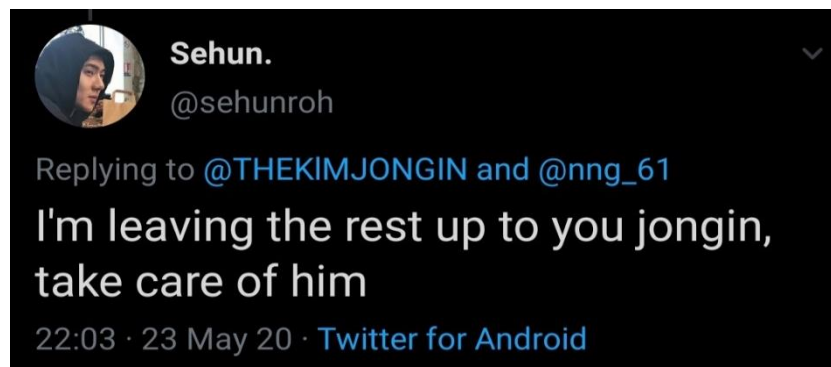 Sehun.
@sehunroh
Replying to @THEKlMJONGIN and @nng_61
I'm leaving the rest up to you jongin,
take care of him
22:03 · 23 May 20 · Twitter for Android